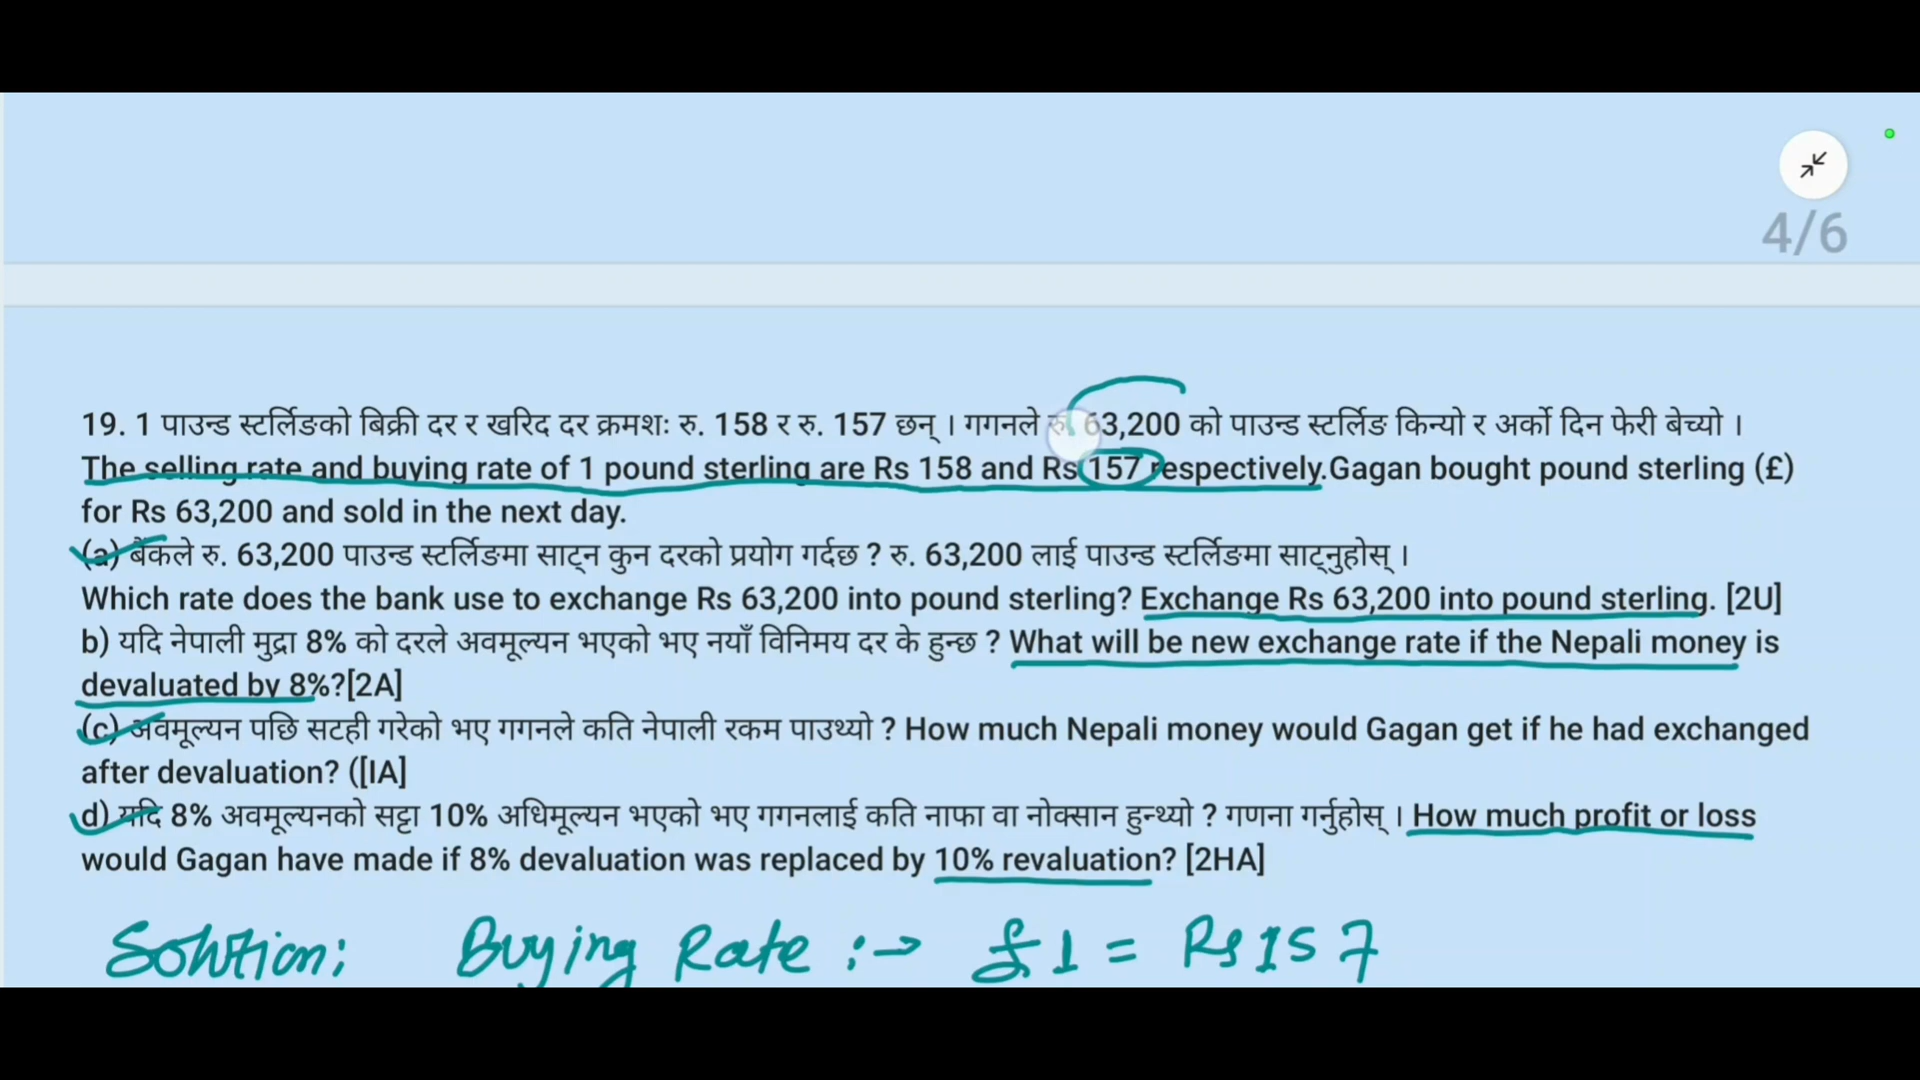 4/6
19. 1 पाउन्ड स्टर्लिङको बिक्री दर र खरिद दर क्रमशः रु. 158 र रु. 157 छन् । गगनले रु. 63,200 को पाउन्ड स्टर्लिङ किन्यो र अर्को दिन फेरी बेच्यो ।
The selling rate and buying rate of 1 pound sterling are Rs 158 and Rs 157 respectively.Gagan bought pound sterling (£)
for Rs 63,200 and sold in the next day.
(a) बैंकले रु. 63,200 पाउन्ड स्टर्लिङमा साट्न कुन दरको प्रयोग गर्दछ ? रु. 63,200 लाई पाउन्ड स्टर्लिङमा साट्नुहोस् ।
Which rate does the bank use to exchange Rs 63,200 into pound sterling? Exchange Rs 63,200 into pound sterling. [2U]
b) यदि नेपाली मुद्रा 8% को दरले अवमूल्यन भएको भए नयाँ विनिमय दर के हुन्छ ? What will be new exchange rate if the Nepali money is
devaluated by 8%?[2A]
(c) अवमूल्यन पछि सटही गरेको भए गगनले कति नेपाली रकम पाउथ्यो ? How much Nepali money would Gagan get if he had exchanged
after devaluation? ([IA]
d) यदि 8% अवमूल्यनको सट्टा 10% अधिमूल्यन भएको भए गगनलाई कति नाफा वा नोक्सान हुन्थ्यो ? गणना गर्नुहोस् । How much profit or loss
would Gagan have made if 8% devaluation was replaced by 10% revaluation? [2HA]
Solution: Buying Rate :-> £1 = Rs 157